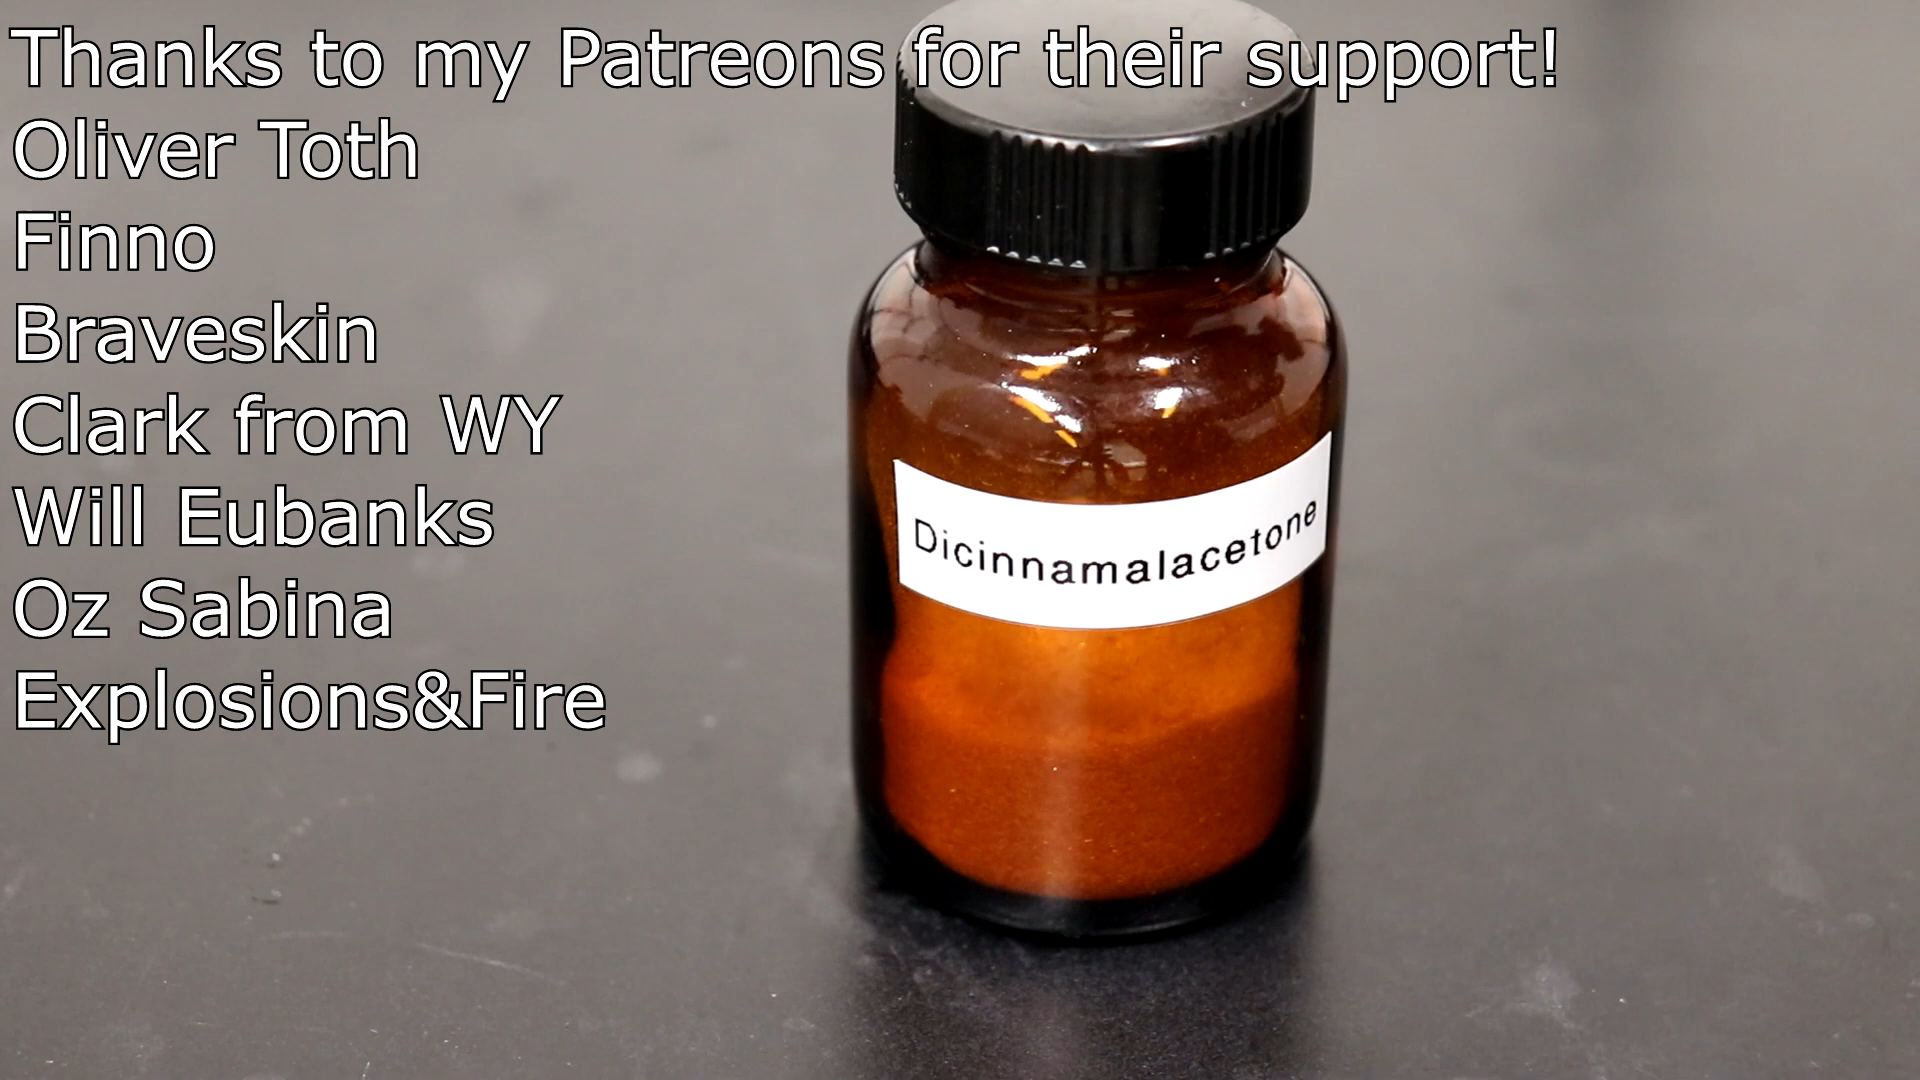 Thanks to my Patreons for their support!
Oliver Toth
Finno
Braveskin
Clark from WY
Will Eubanks
Oz Sabina
Explosions&Fire
Dicinnamalacetone